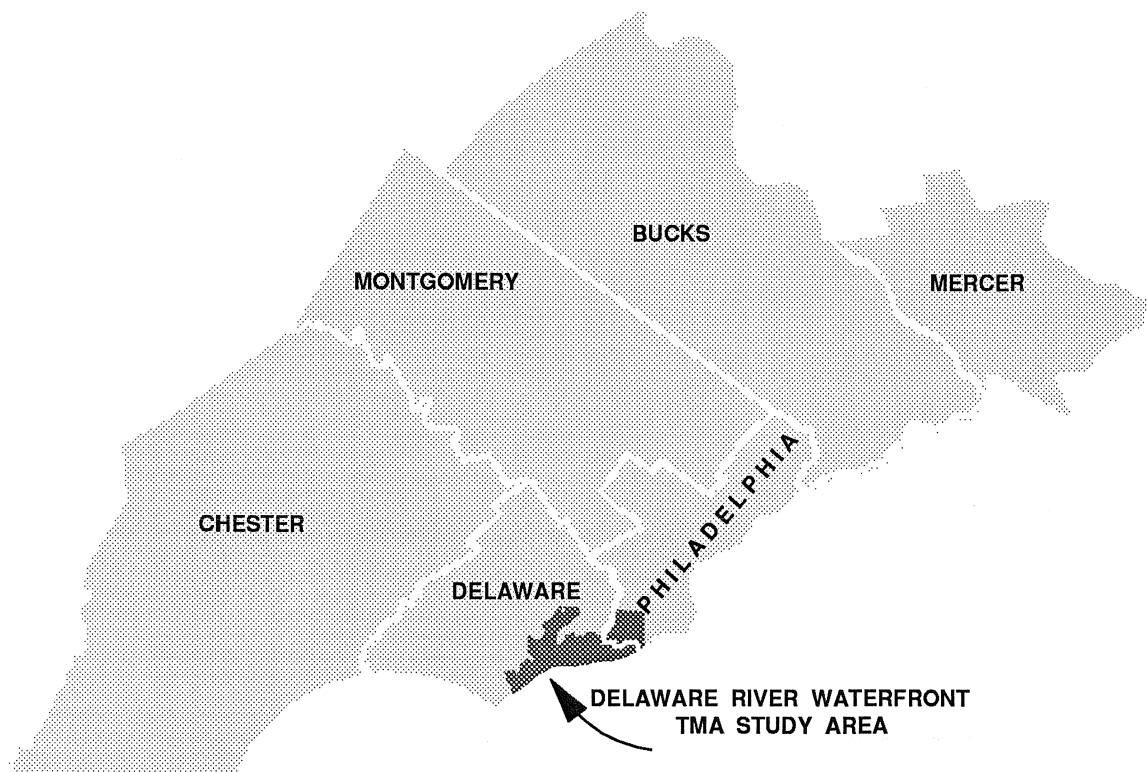 BUCKS
MONTGOMERY
MERCER
CHESTER
PHILADELPHIA
DELAWARE
DELAWARE RIVER WATERFRONT
TMA STUDY AREA